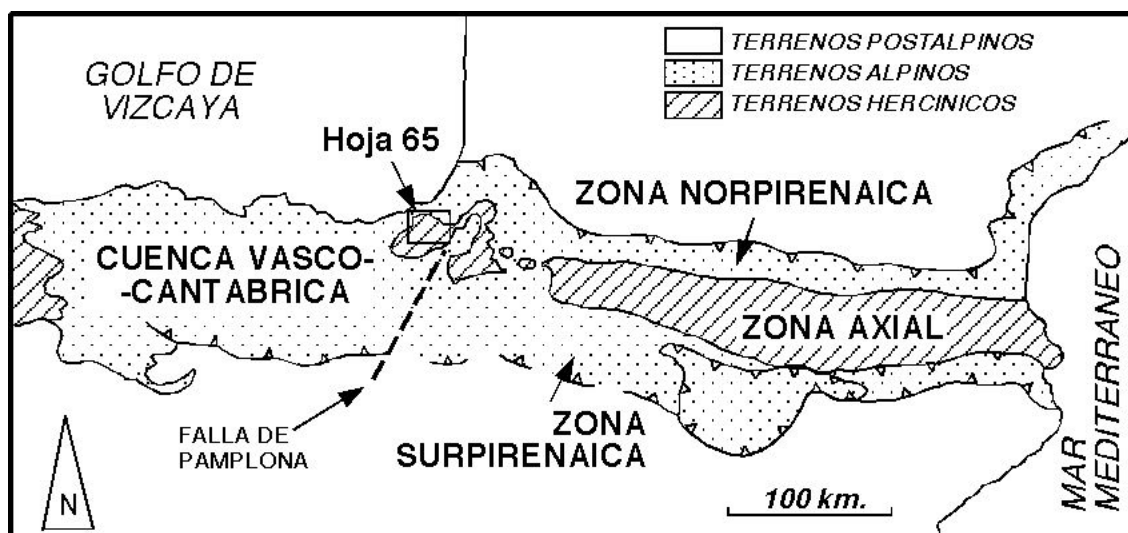 GOLFO DE
VIZCAYA
TERRENOS POSTALPINOS
TERRENOS ALPINOS
TERRENOS HERCINICOS
Hoja 65
ZONA NORPIRENAICA
CUENCA VASCO-
-CANTABRICA
ZONA AXIAL
MAR
MEDITERRANEO
FALLA DE
PAMPLONA
ZONA
SURPIRENAICA
100 km.
N